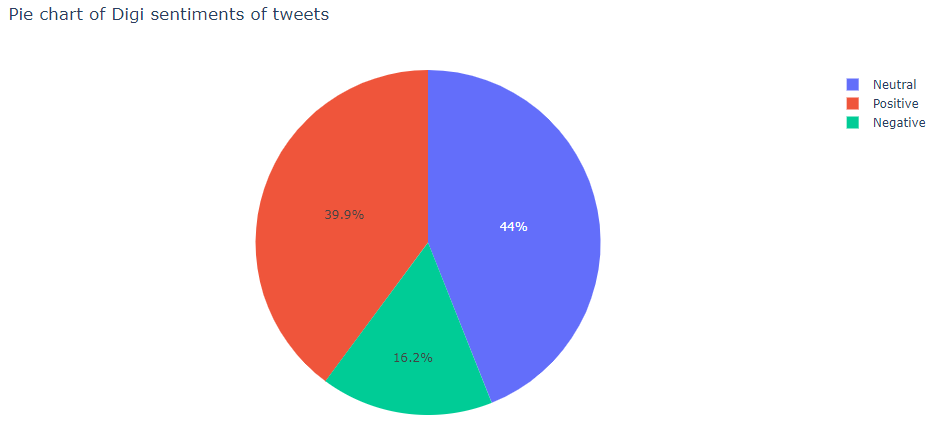 Pie chart of Digi sentiments of tweets
Neutral
Positive
Negative
39.9%
44%
16.2%